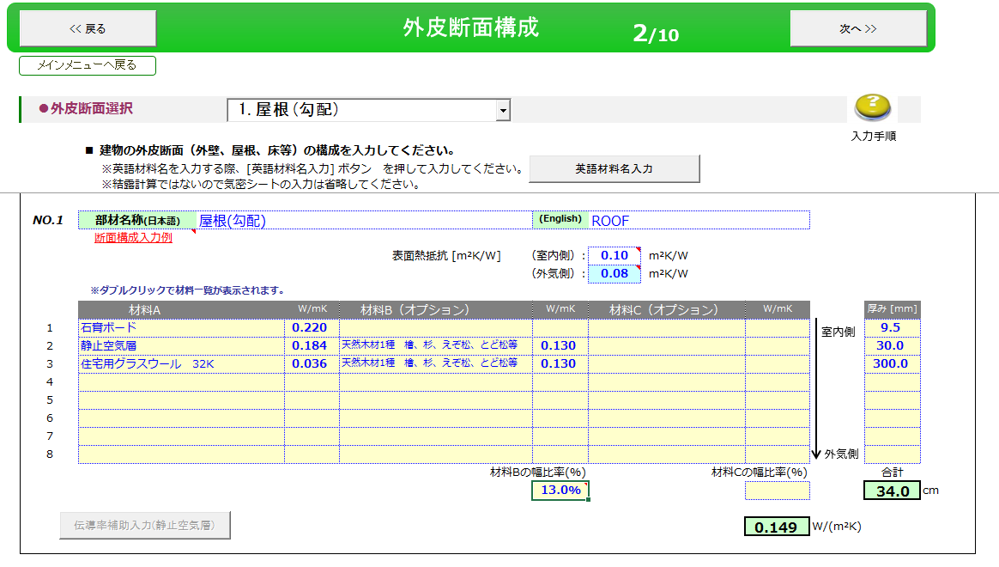 << 戻る
外皮断面構成
2/10
次へ >>
メインメニューへ戻る
●外皮断面選択
1. 屋根（勾配）
?
入力手順
■ 建物の外皮断面（外壁、屋根、床等）の構成を入力してください。
※英語材料名を入力する際、[英語材料名入力] ボタン　を押して入力してください。
英語材料名入力
※結露計算ではないので気密シートの入力は省略してください。
NO.1 部材名称(日本語) 屋根(勾配) (English) ROOF
断面構成入力例
表面熱抵抗 [m²K/W] （室内側）: 0.10 m²K/W
（外気側）: 0.08 m²K/W
※ダブルクリックで材料一覧が表示されます。
材料A W/mK 材料B（オプション） W/mK 材料C（オプション） W/mK 厚み [mm]
1 石膏ボード 0.220 室内側 9.5
2 静止空気層 0.184 天然木材1種　檜、杉、えぞ松、とど松等 0.130 30.0
3 住宅用グラスウール　32K 0.036 天然木材1種　檜、杉、えぞ松、とど松等 0.130 300.0
4
5
6
7
8 外気側
材料Bの幅比率(%) 材料Cの幅比率(%) 合計
13.0% 34.0 cm
伝導率補助入力(静止空気層)
0.149 W/(m²K)